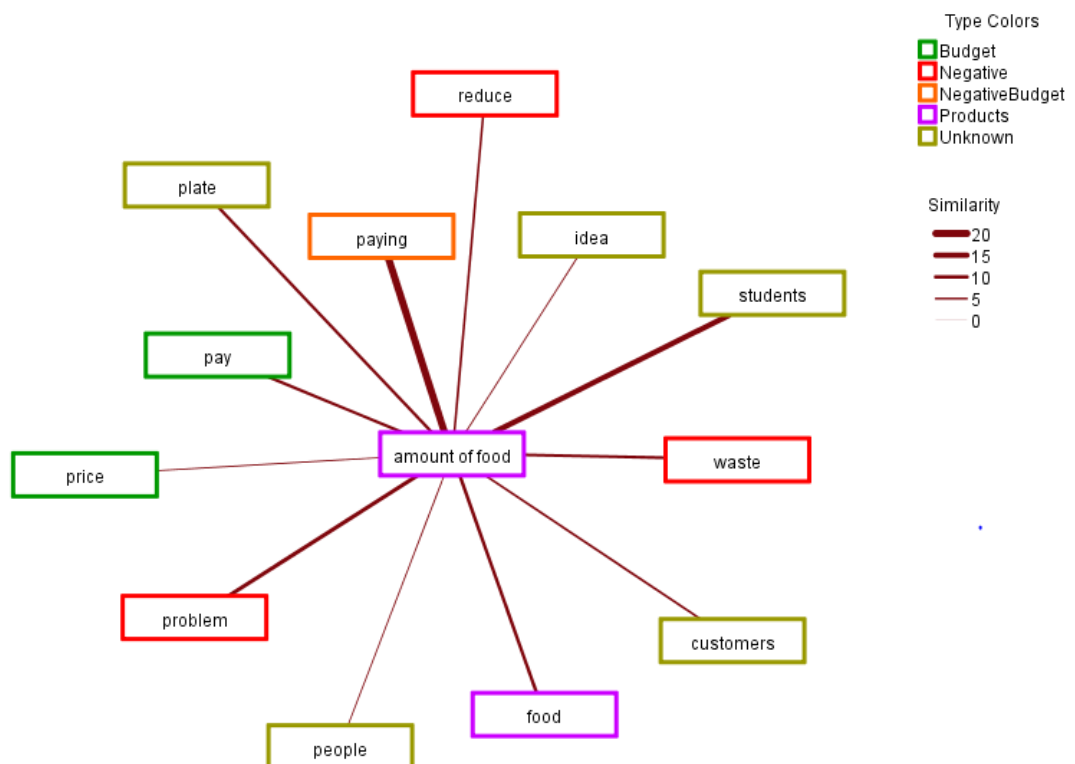 Type Colors
Budget
Negative
NegativeBudget
Products
Unknown
Similarity
20
15
10
5
0
reduce
plate
paying
idea
students
pay
amount of food
waste
price
problem
customers
food
people